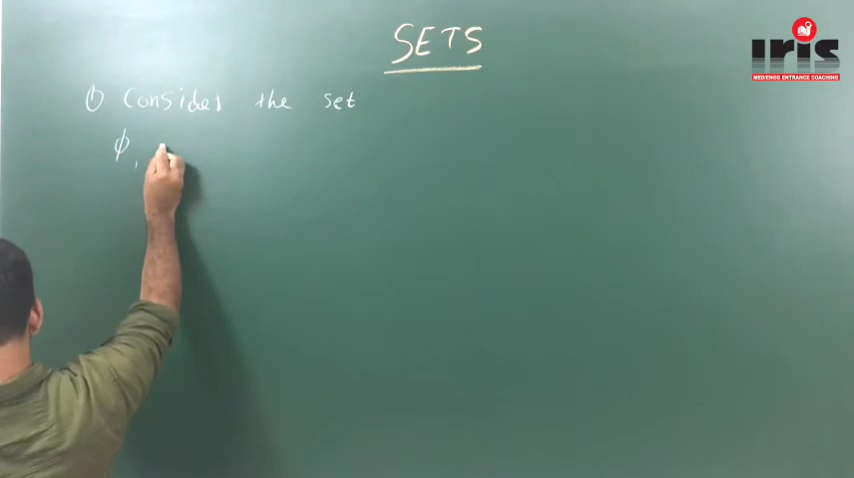 SETS
iris
MED/ENGG ENTRANCE COACHING
① Consider the set
ϕ,